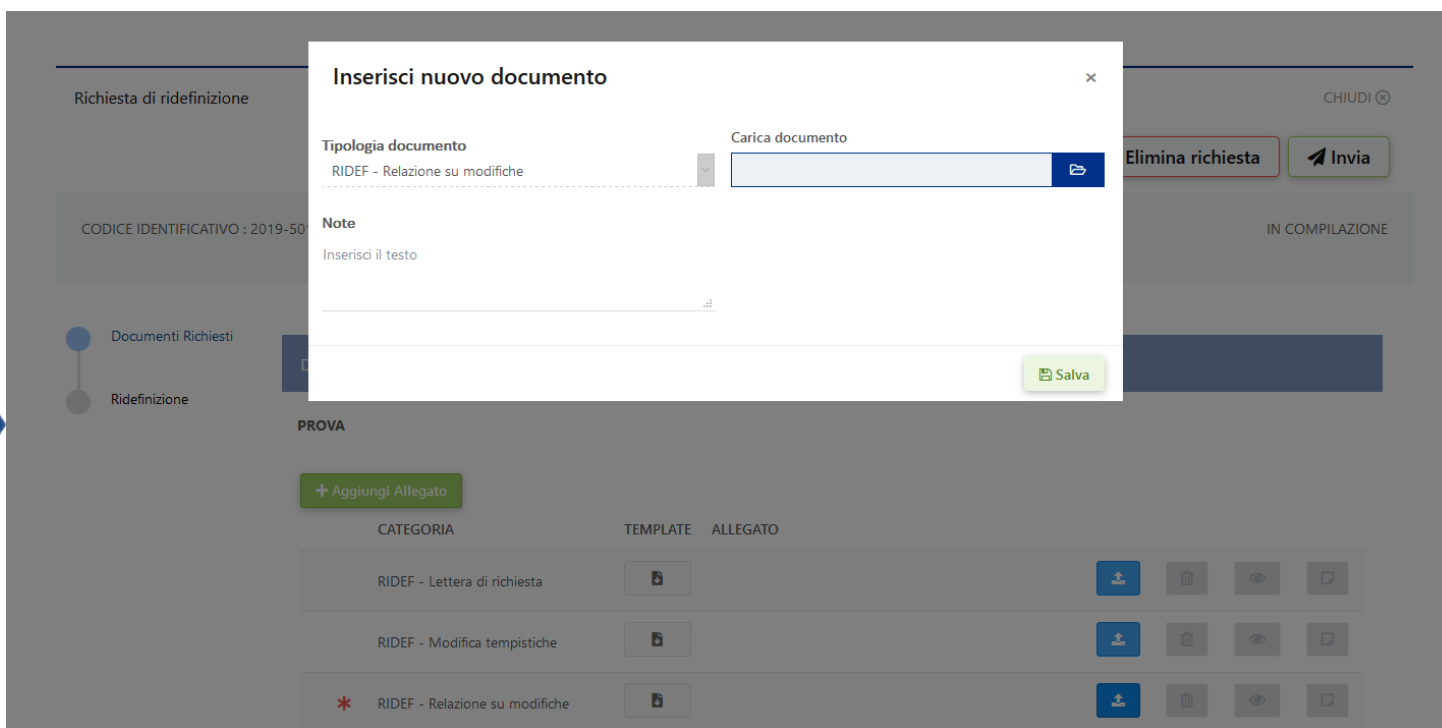 Inserisci nuovo documento
×
Richiesta di ridefinizione
CHIUDI
Tipologia documento
Carica documento
RIDEF - Relazione su modifiche
Elimina richiesta
Invia
CODICE IDENTIFICATIVO : 2019-50
Note
IN COMPILAZIONE
Inserisci il testo
Documenti Richiesti
D
Salva
Ridefinizione
PROVA
+ Aggiungi Allegato
CATEGORIA TEMPLATE ALLEGATO
RIDEF - Lettera di richiesta
RIDEF - Modifica tempistiche
* RIDEF - Relazione su modifiche